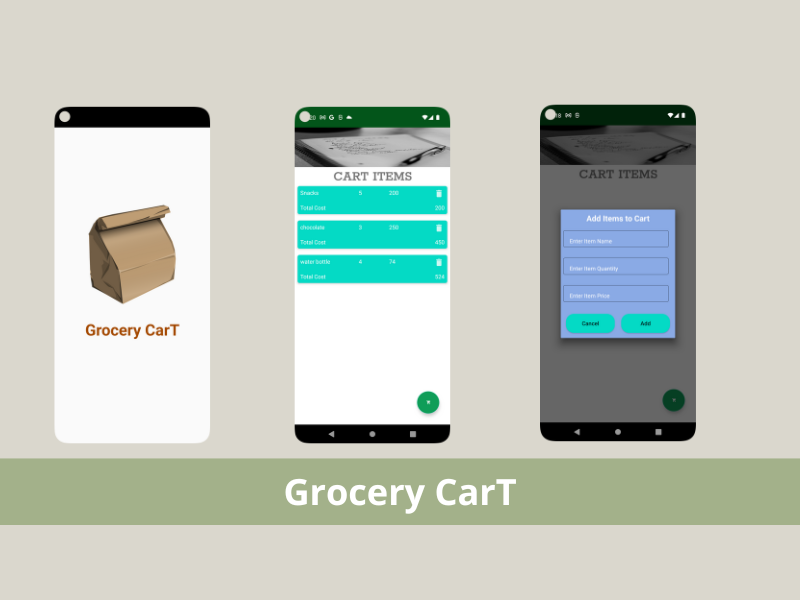 Grocery CarT
CART ITEMS
Snacks 5 200
Total Cost 200
chocolate 3 250
Total Cost 450
water bottle 4 74
Total Cost 524
CART ITEMS
Add Items to Cart
Enter Item Name
Enter Item Quantity
Enter Item Price
Cancel Add
Grocery CarT